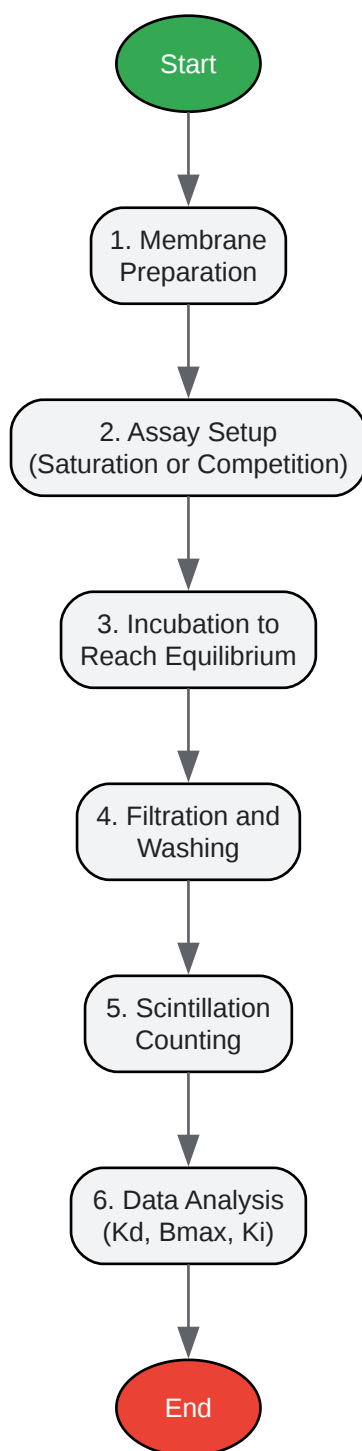 Start
1. Membrane
Preparation
2. Assay Setup
(Saturation or Competition)
3. Incubation to
Reach Equilibrium
4. Filtration and
Washing
5. Scintillation
Counting
6. Data Analysis
(Kd, Bmax, Ki)
End